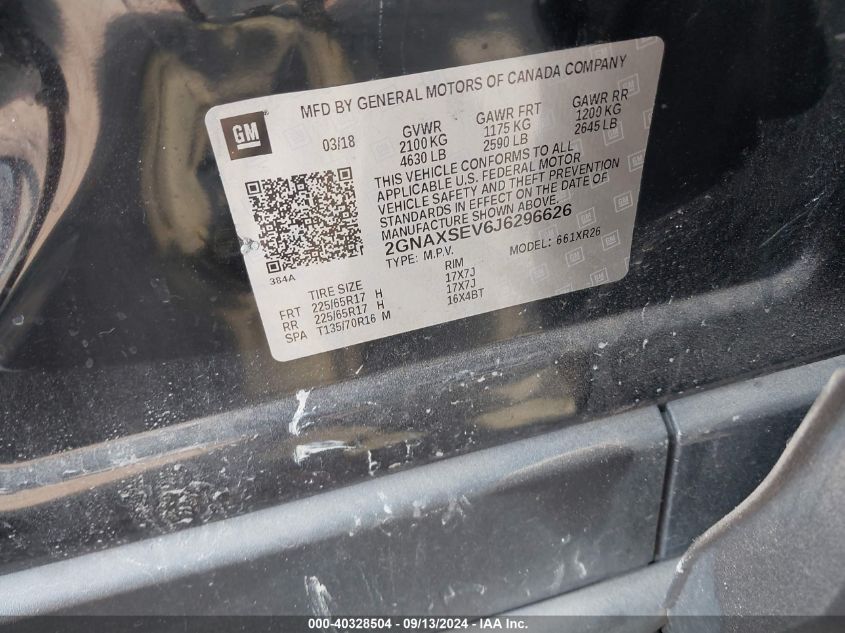 MFD BY GENERAL MOTORS OF CANADA COMPANY
GM
03/18 GVWR GAWR FRT GAWR RR
2100 KG 1175 KG 1200 KG
4630 LB 2590 LB 2645 LB
THIS VEHICLE CONFORMS TO ALL
APPLICABLE U.S. FEDERAL MOTOR
VEHICLE SAFETY AND THEFT PREVENTION
STANDARDS IN EFFECT ON THE DATE OF
MANUFACTURE SHOWN ABOVE.
2GNAXSEV6J6296626
TYPE: M.P.V. MODEL: 661XR26
384A
TIRE SIZE RIM
FRT 225/65R17 H 17X7J
RR 225/65R17 H 17X7J
SPA T135/70R16 M 16X4BT
000-40328504 - 09/13/2024 - IAA Inc.